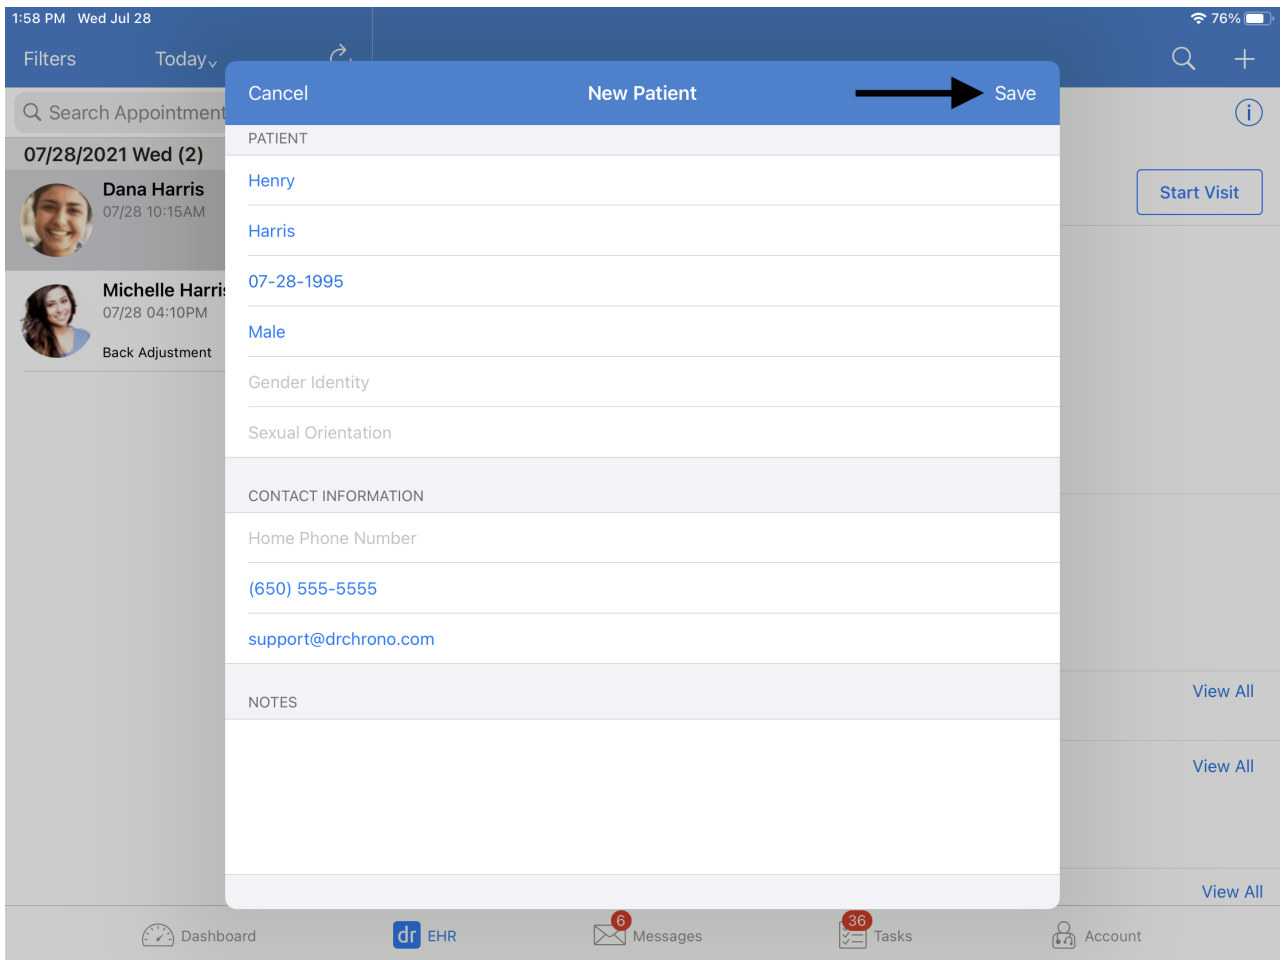 1:58 PM Wed Jul 28
76%
Filters Today
Search Appointment
07/28/2021 Wed (2)
Dana Harris
07/28 10:15AM
Michelle Harris
07/28 04:10PM
Back Adjustment
Cancel New Patient Save
PATIENT
Henry
Harris
07-28-1995
Male
Gender Identity
Sexual Orientation
CONTACT INFORMATION
Home Phone Number
(650) 555-5555
support@drchrono.com
NOTES
Start Visit
View All
View All
View All
Dashboard
dr EHR
6 Messages
36 Tasks
Account